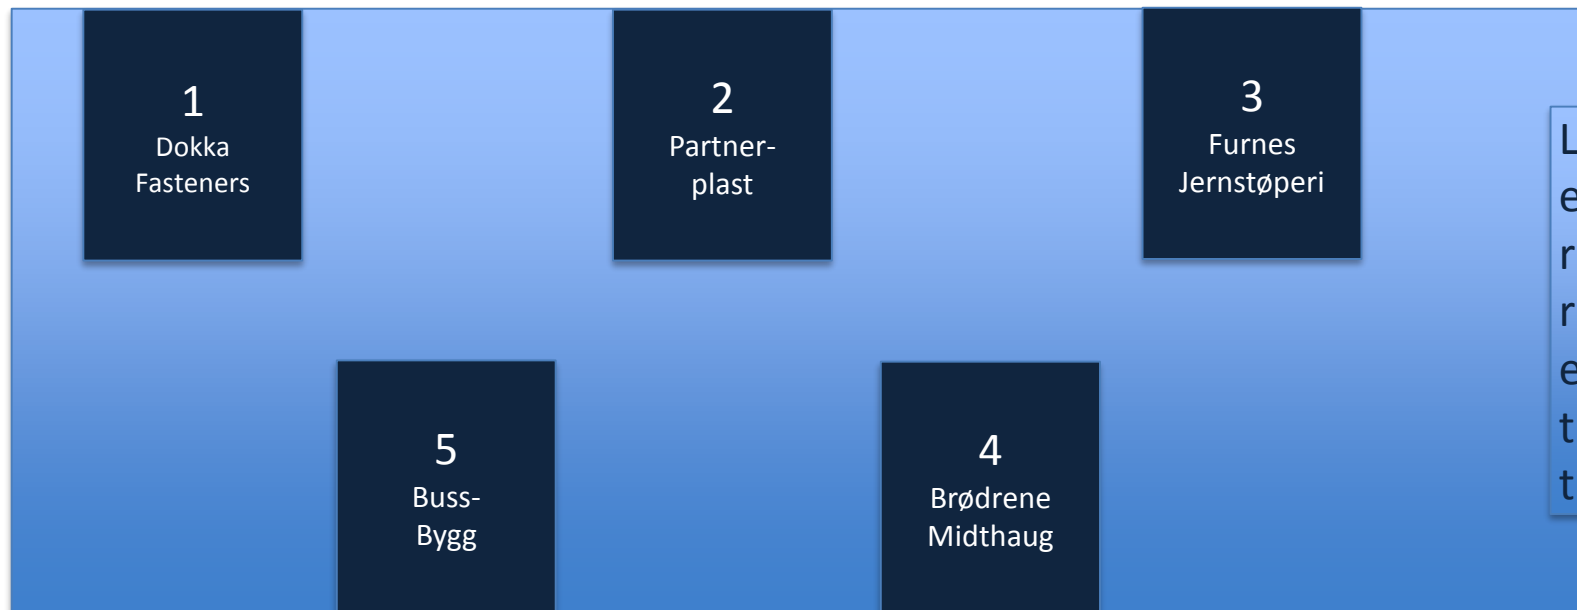 1
Dokka
Fasteners
2
Partner-
plast
3
Furnes
Jernstøperi
L
e
r
r
e
t
t
5
Buss-
Bygg
4
Brødrene
Midthaug